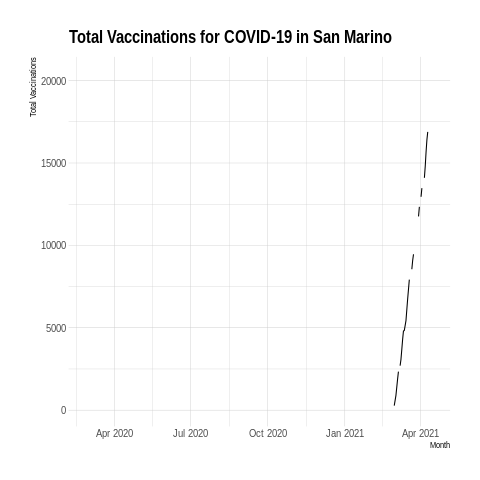 Total Vaccinations for COVID-19 in San Marino
Total Vaccinations
20000
15000
10000
5000
0
Apr 2020 Jul 2020 Oct 2020 Jan 2021 Apr 2021
Month